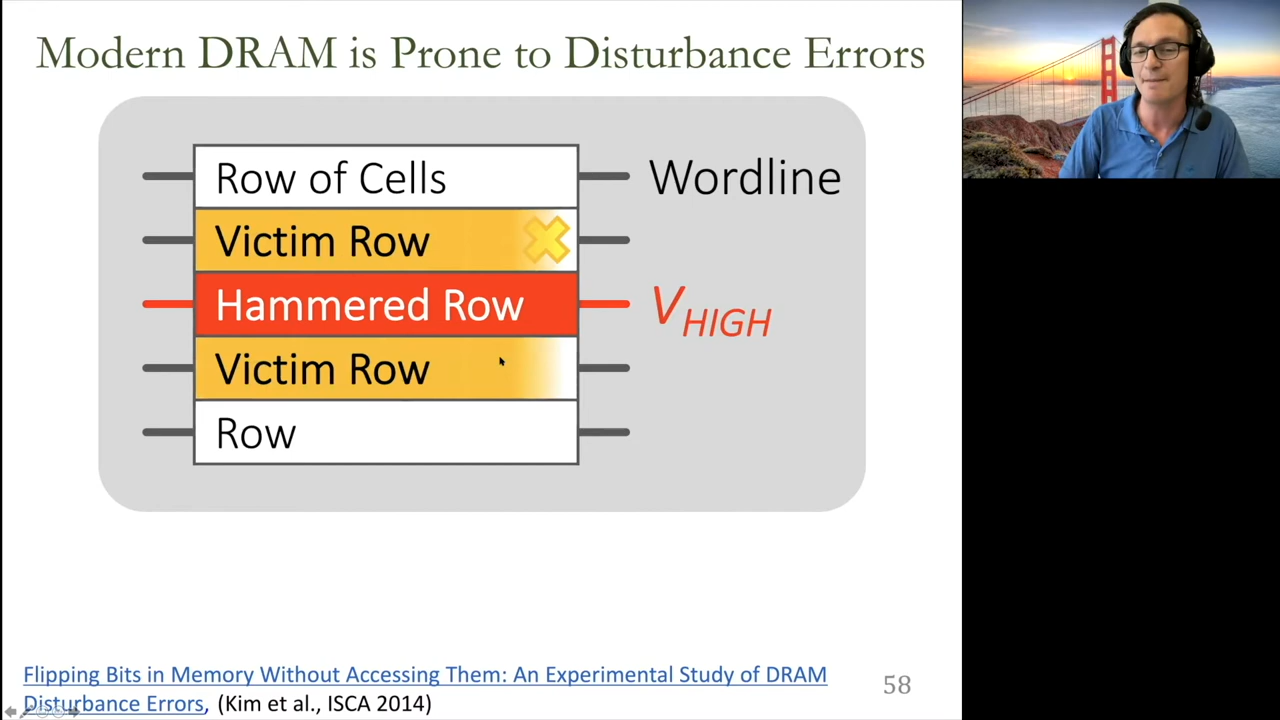 Modern DRAM is Prone to Disturbance Errors
Row of Cells
Wordline
Victim Row
Hammered Row
VHIGH
Victim Row
Row
Flipping Bits in Memory Without Accessing Them: An Experimental Study of DRAM
Disturbance Errors, (Kim et al., ISCA 2014)
58